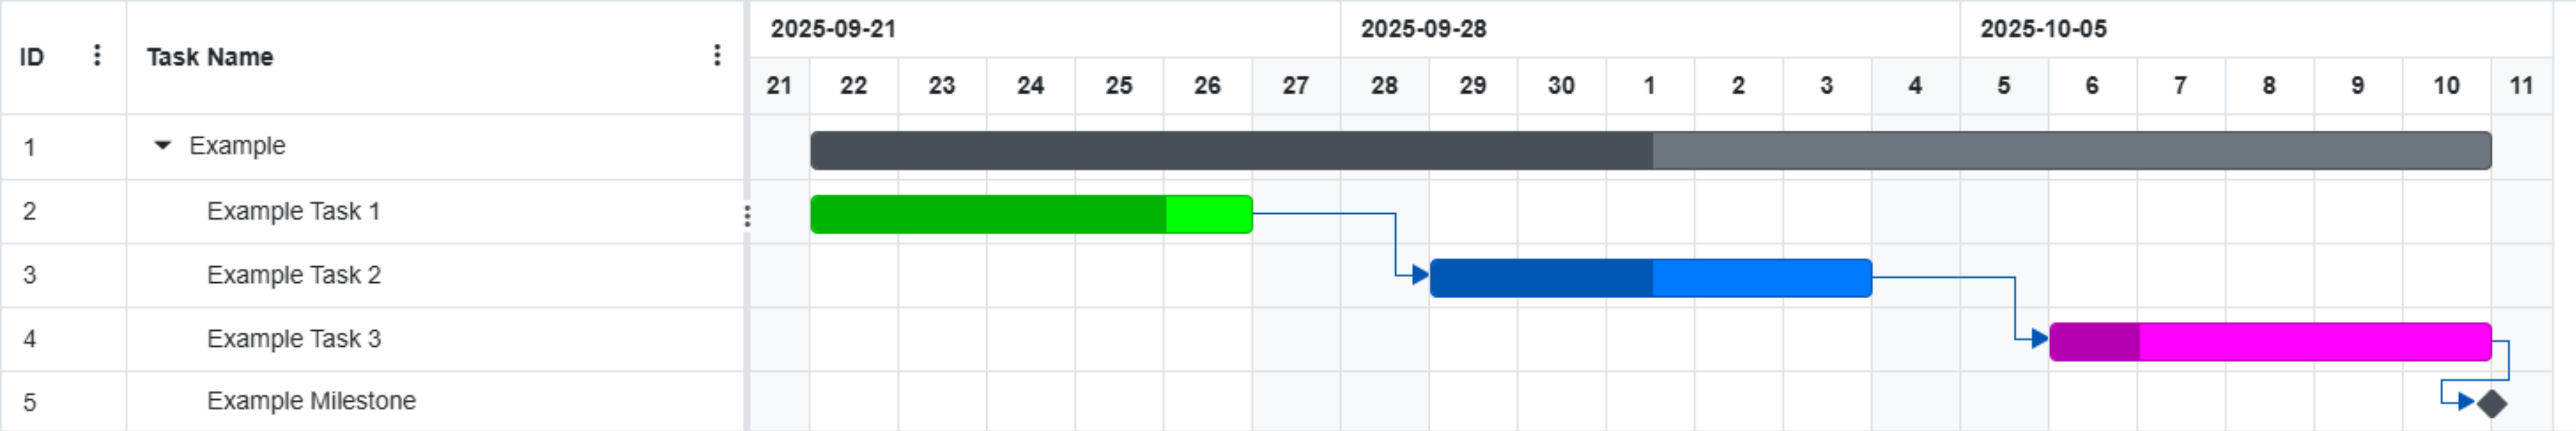 2025-09-21 2025-09-28 2025-10-05
ID Task Name
21 22 23 24 25 26 27 28 29 30 1 2 3 4 5 6 7 8 9 10 11
1 Example
2 Example Task 1
3 Example Task 2
4 Example Task 3
5 Example Milestone